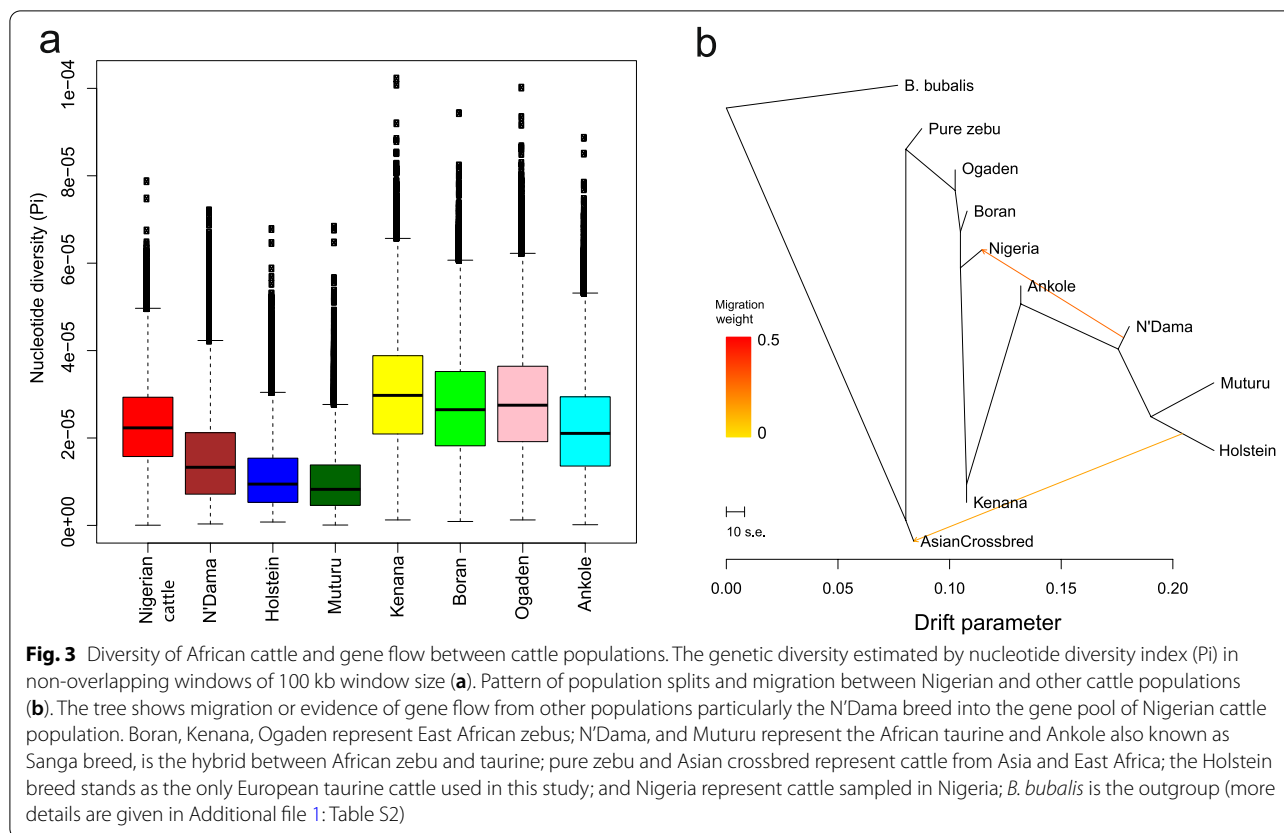 a
Nucleotide diversity (Pi)
1e-04
8e-05
6e-05
4e-05
2e-05
0e+00
Nigerian
cattle
N'Dama
Holstein
Muturu
Kenana
Boran
Ogaden
Ankole
b
B. bubalis
Pure zebu
Ogaden
Boran
Nigeria
Ankole
N'Dama
Muturu
Holstein
Kenana
AsianCrossbred
Migration
weight
0.5
0
10 s.e.
0.00
0.05
0.10
0.15
0.20
Drift parameter
Fig. 3 Diversity of African cattle and gene flow between cattle populations. The genetic diversity estimated by nucleotide diversity index (Pi) in
non-overlapping windows of 100 kb window size (a). Pattern of population splits and migration between Nigerian and other cattle populations
(b). The tree shows migration or evidence of gene flow from other populations particularly the N'Dama breed into the gene pool of Nigerian cattle
population. Boran, Kenana, Ogaden represent East African zebus; N'Dama, and Muturu represent the African taurine and Ankole also known as
Sanga breed, is the hybrid between African zebu and taurine; pure zebu and Asian crossbred represent cattle from Asia and East Africa; the Holstein
breed stands as the only European taurine cattle used in this study; and Nigeria represent cattle sampled in Nigeria; B. bubalis is the outgroup (more
details are given in Additional file 1: Table S2)